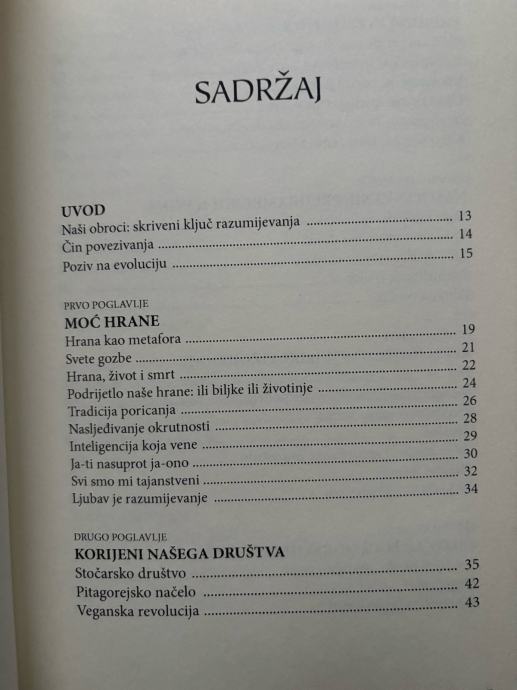 SADRŽAJ
UVOD
Naši obroci: skriveni ključ razumijevanja ........ 13
Čin povezivanja ........ 14
Poziv na evoluciju ........ 15
PRVO POGLAVLJE
MOĆ HRANE
Hrana kao metafora ........ 19
Svete gozbe ........ 21
Hrana, život i smrt ........ 22
Podrijetlo naše hrane: ili biljke ili životinje ........ 24
Tradicija poricanja ........ 26
Nasljeđivanje okrutnosti ........ 28
Inteligencija koja vene ........ 29
Ja-ti nasuprot ja-ono ........ 30
Svi smo mi tajanstveni ........ 32
Ljubav je razumijevanje ........ 34
DRUGO POGLAVLJE
KORIJENI NAŠEGA DRUŠTVA
Stočarsko društvo ........ 35
Pitagorejsko načelo ........ 42
Veganska revolucija ........ 43